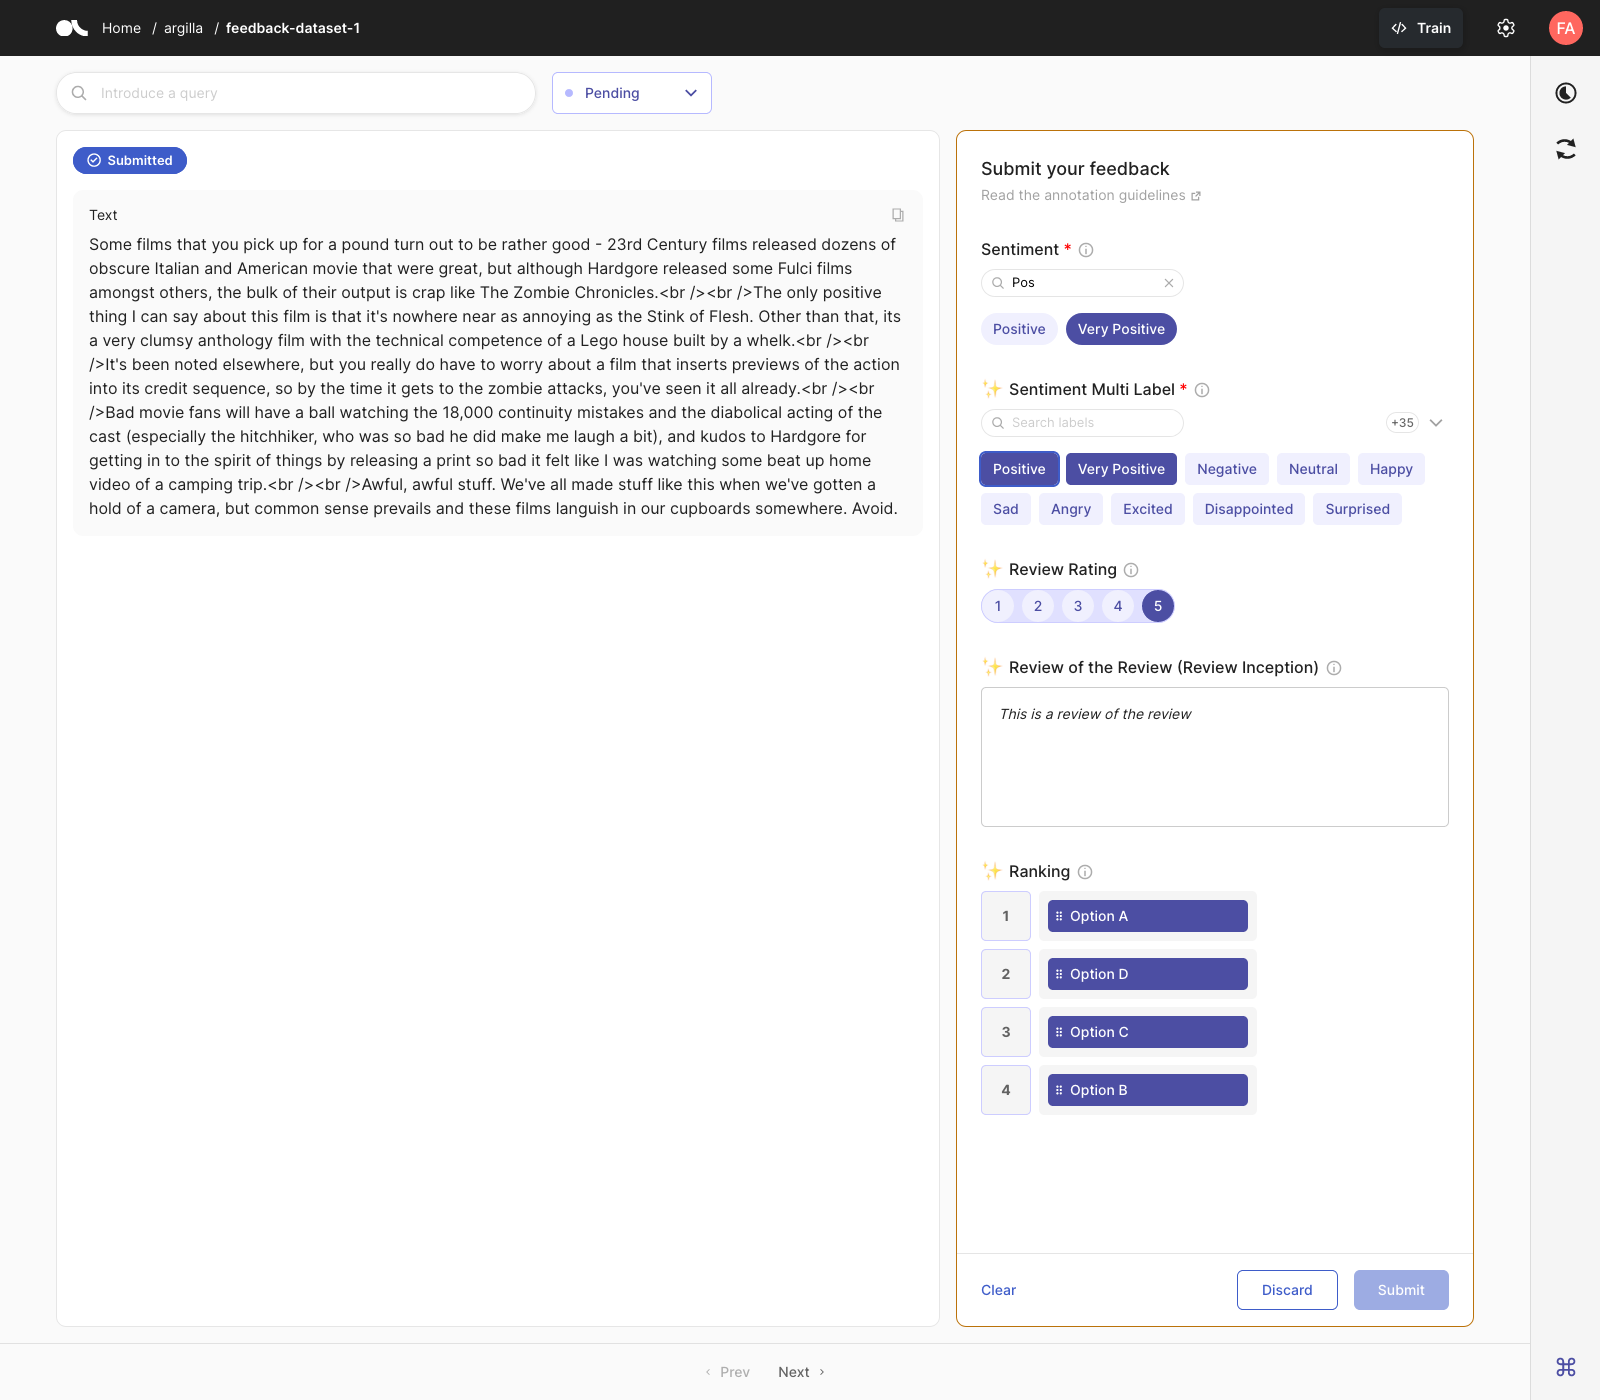 Home / argilla / feedback-dataset-1
Train
FA
Introduce a query
Pending
Submitted
Text
Some films that you pick up for a pound turn out to be rather good - 23rd Century films released dozens of
obscure Italian and American movie that were great, but although Hardgore released some Fulci films
amongst others, the bulk of their output is crap like The Zombie Chronicles.<br /><br />The only positive
thing I can say about this film is that it's nowhere near as annoying as the Stink of Flesh. Other than that, its
a very clumsy anthology film with the technical competence of a Lego house built by a whelk.<br /><br
/>It's been noted elsewhere, but you really do have to worry about a film that inserts previews of the action
into its credit sequence, so by the time it gets to the zombie attacks, you've seen it all already.<br /><br
/>Bad movie fans will have a ball watching the 18,000 continuity mistakes and the diabolical acting of the
cast (especially the hitchhiker, who was so bad he did make me laugh a bit), and kudos to Hardgore for
getting in to the spirit of things by releasing a print so bad it felt like I was watching some beat up home
video of a camping trip.<br /><br />Awful, awful stuff. We've all made stuff like this when we've gotten a
hold of a camera, but common sense prevails and these films languish in our cupboards somewhere. Avoid.
Submit your feedback
Read the annotation guidelines
Sentiment *
Pos
Positive Very Positive
Sentiment Multi Label *
Search labels +35
Positive Very Positive Negative Neutral Happy
Sad Angry Excited Disappointed Surprised
Review Rating
1 2 3 4 5
Review of the Review (Review Inception)
This is a review of the review
Ranking
1 Option A
2 Option D
3 Option C
4 Option B
Clear Discard Submit
Prev Next